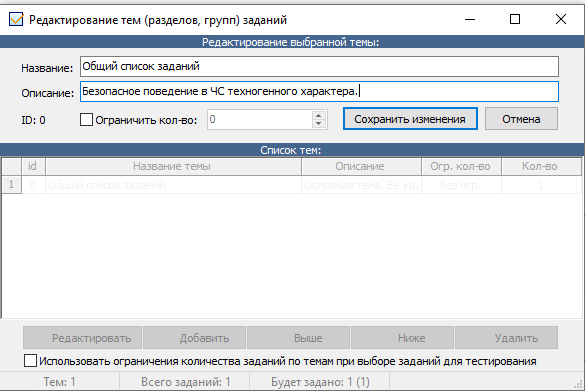 Редактирование тем (разделов, групп) заданий
Редактирование выбранной темы:
Название: Общий список заданий
Описание: Безопасное поведение в ЧС техногенного характера.
ID: 0 Ограничить кол-во: 0 Сохранить изменения Отмена
Список тем:
id Название темы Описание Огр. кол-во Кол-во
1 0 Общий список заданий Основная тема. Ее уда без огр. 1
Редактировать Добавить Выше Ниже Удалить
Использовать ограничения количества заданий по темам при выборе заданий для тестирования
Тем: 1 Всего заданий: 1 Будет задано: 1 (1)